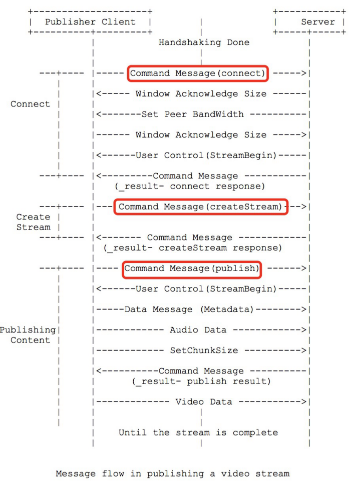 Publisher Client
Server
Handshaking Done
Command Message(connect)
Connect
Window Acknowledge Size
Set Peer BandWidth
Window Acknowledge Size
User Control(StreamBegin)
Command Message
(_result- connect response)
Command Message(createStream)
Create
Stream
Command Message
(_result- createStream response)
Command Message(publish)
User Control(StreamBegin)
Data Message (Metadata)
Publishing
Content
Audio Data
SetChunkSize
Command Message
(_result- publish result)
Video Data
Until the stream is complete
Message flow in publishing a video stream